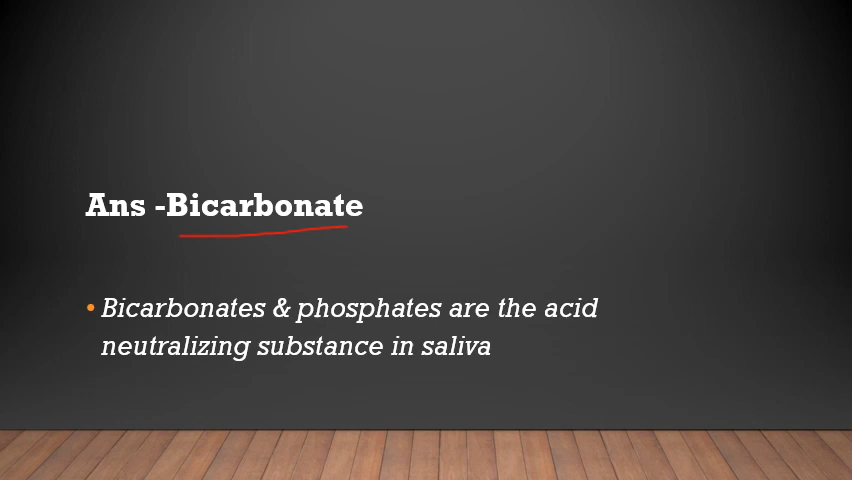 Ans -Bicarbonate
• Bicarbonates & phosphates are the acid
neutralizing substance in saliva